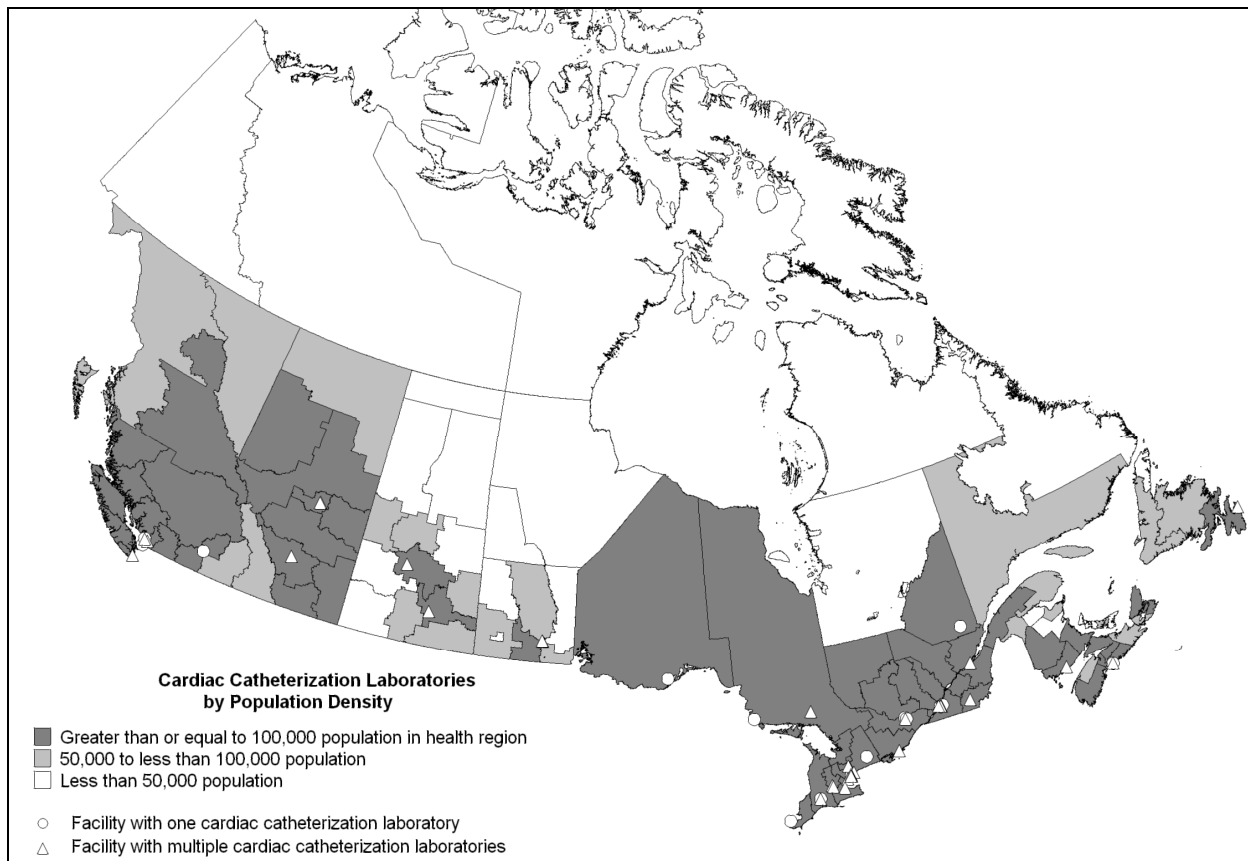 Cardiac Catheterization Laboratories
by Population Density
Greater than or equal to 100,000 population in health region
50,000 to less than 100,000 population
Less than 50,000 population
Facility with one cardiac catheterization laboratory
Facility with multiple cardiac catheterization laboratories